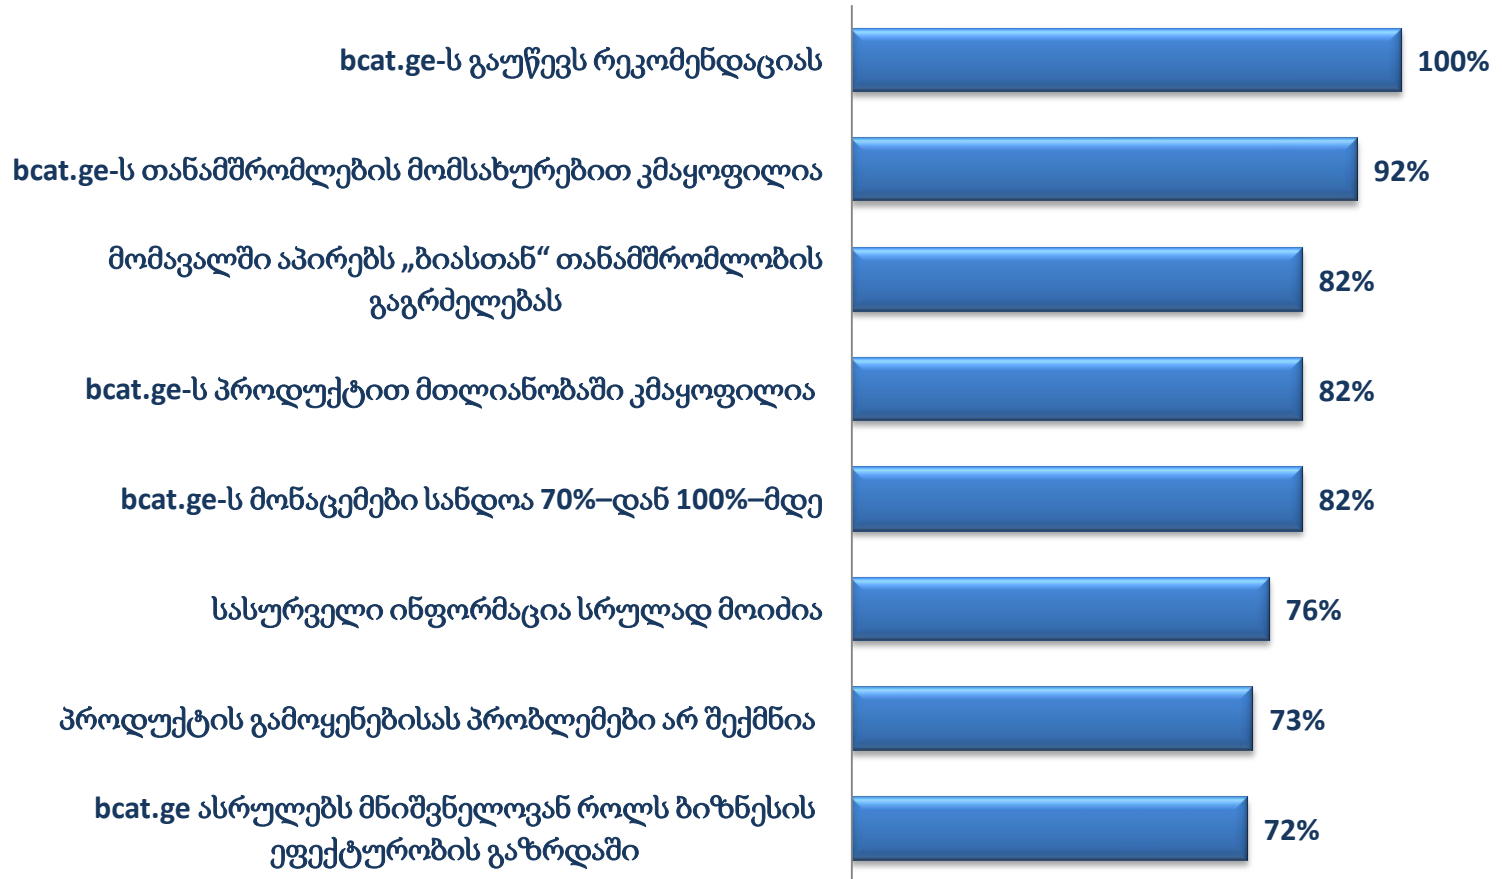 bcat.ge-ს გაუწევს რეკომენდაციას
100%
bcat.ge-ს თანამშრომლების მომსახურებით კმაყოფილია
92%
მომავალში აპირებს „ბიასთან“ თანამშრომლობის
გაგრძელებას
82%
bcat.ge-ს პროდუქტით მთლიანობაში კმაყოფილია
82%
bcat.ge-ს მონაცემები სანდოა 70%–დან 100%–მდე
82%
სასურველი ინფორმაცია სრულად მოიძია
76%
პროდუქტის გამოყენებისას პრობლემები არ შექმნია
73%
bcat.ge ასრულებს მნიშვნელოვან როლს ბიზნესის
ეფექტურობის გაზრდაში
72%